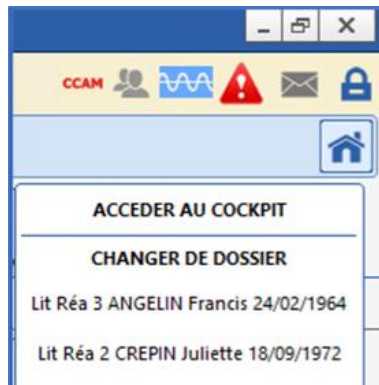 CCAM
ACCEDER AU COCKPIT
CHANGER DE DOSSIER
Lit Réa 3 ANGELIN Francis 24/02/1964
Lit Réa 2 CREPIN Juliette 18/09/1972